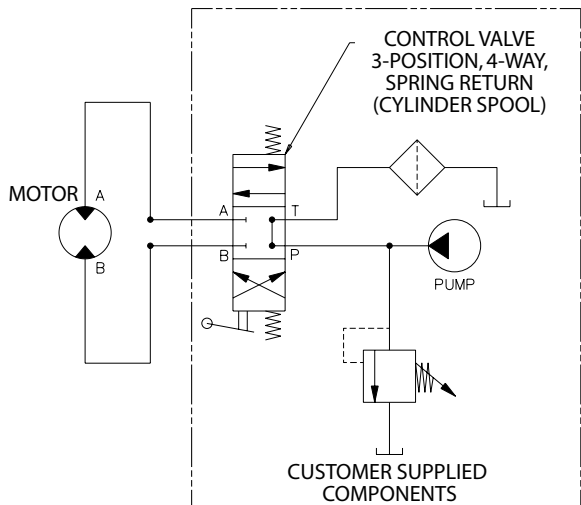 CONTROL VALVE
3-POSITION, 4-WAY,
SPRING RETURN
(CYLINDER SPOOL)
MOTOR
A
B
A
T
B
P
PUMP
CUSTOMER SUPPLIED
COMPONENTS